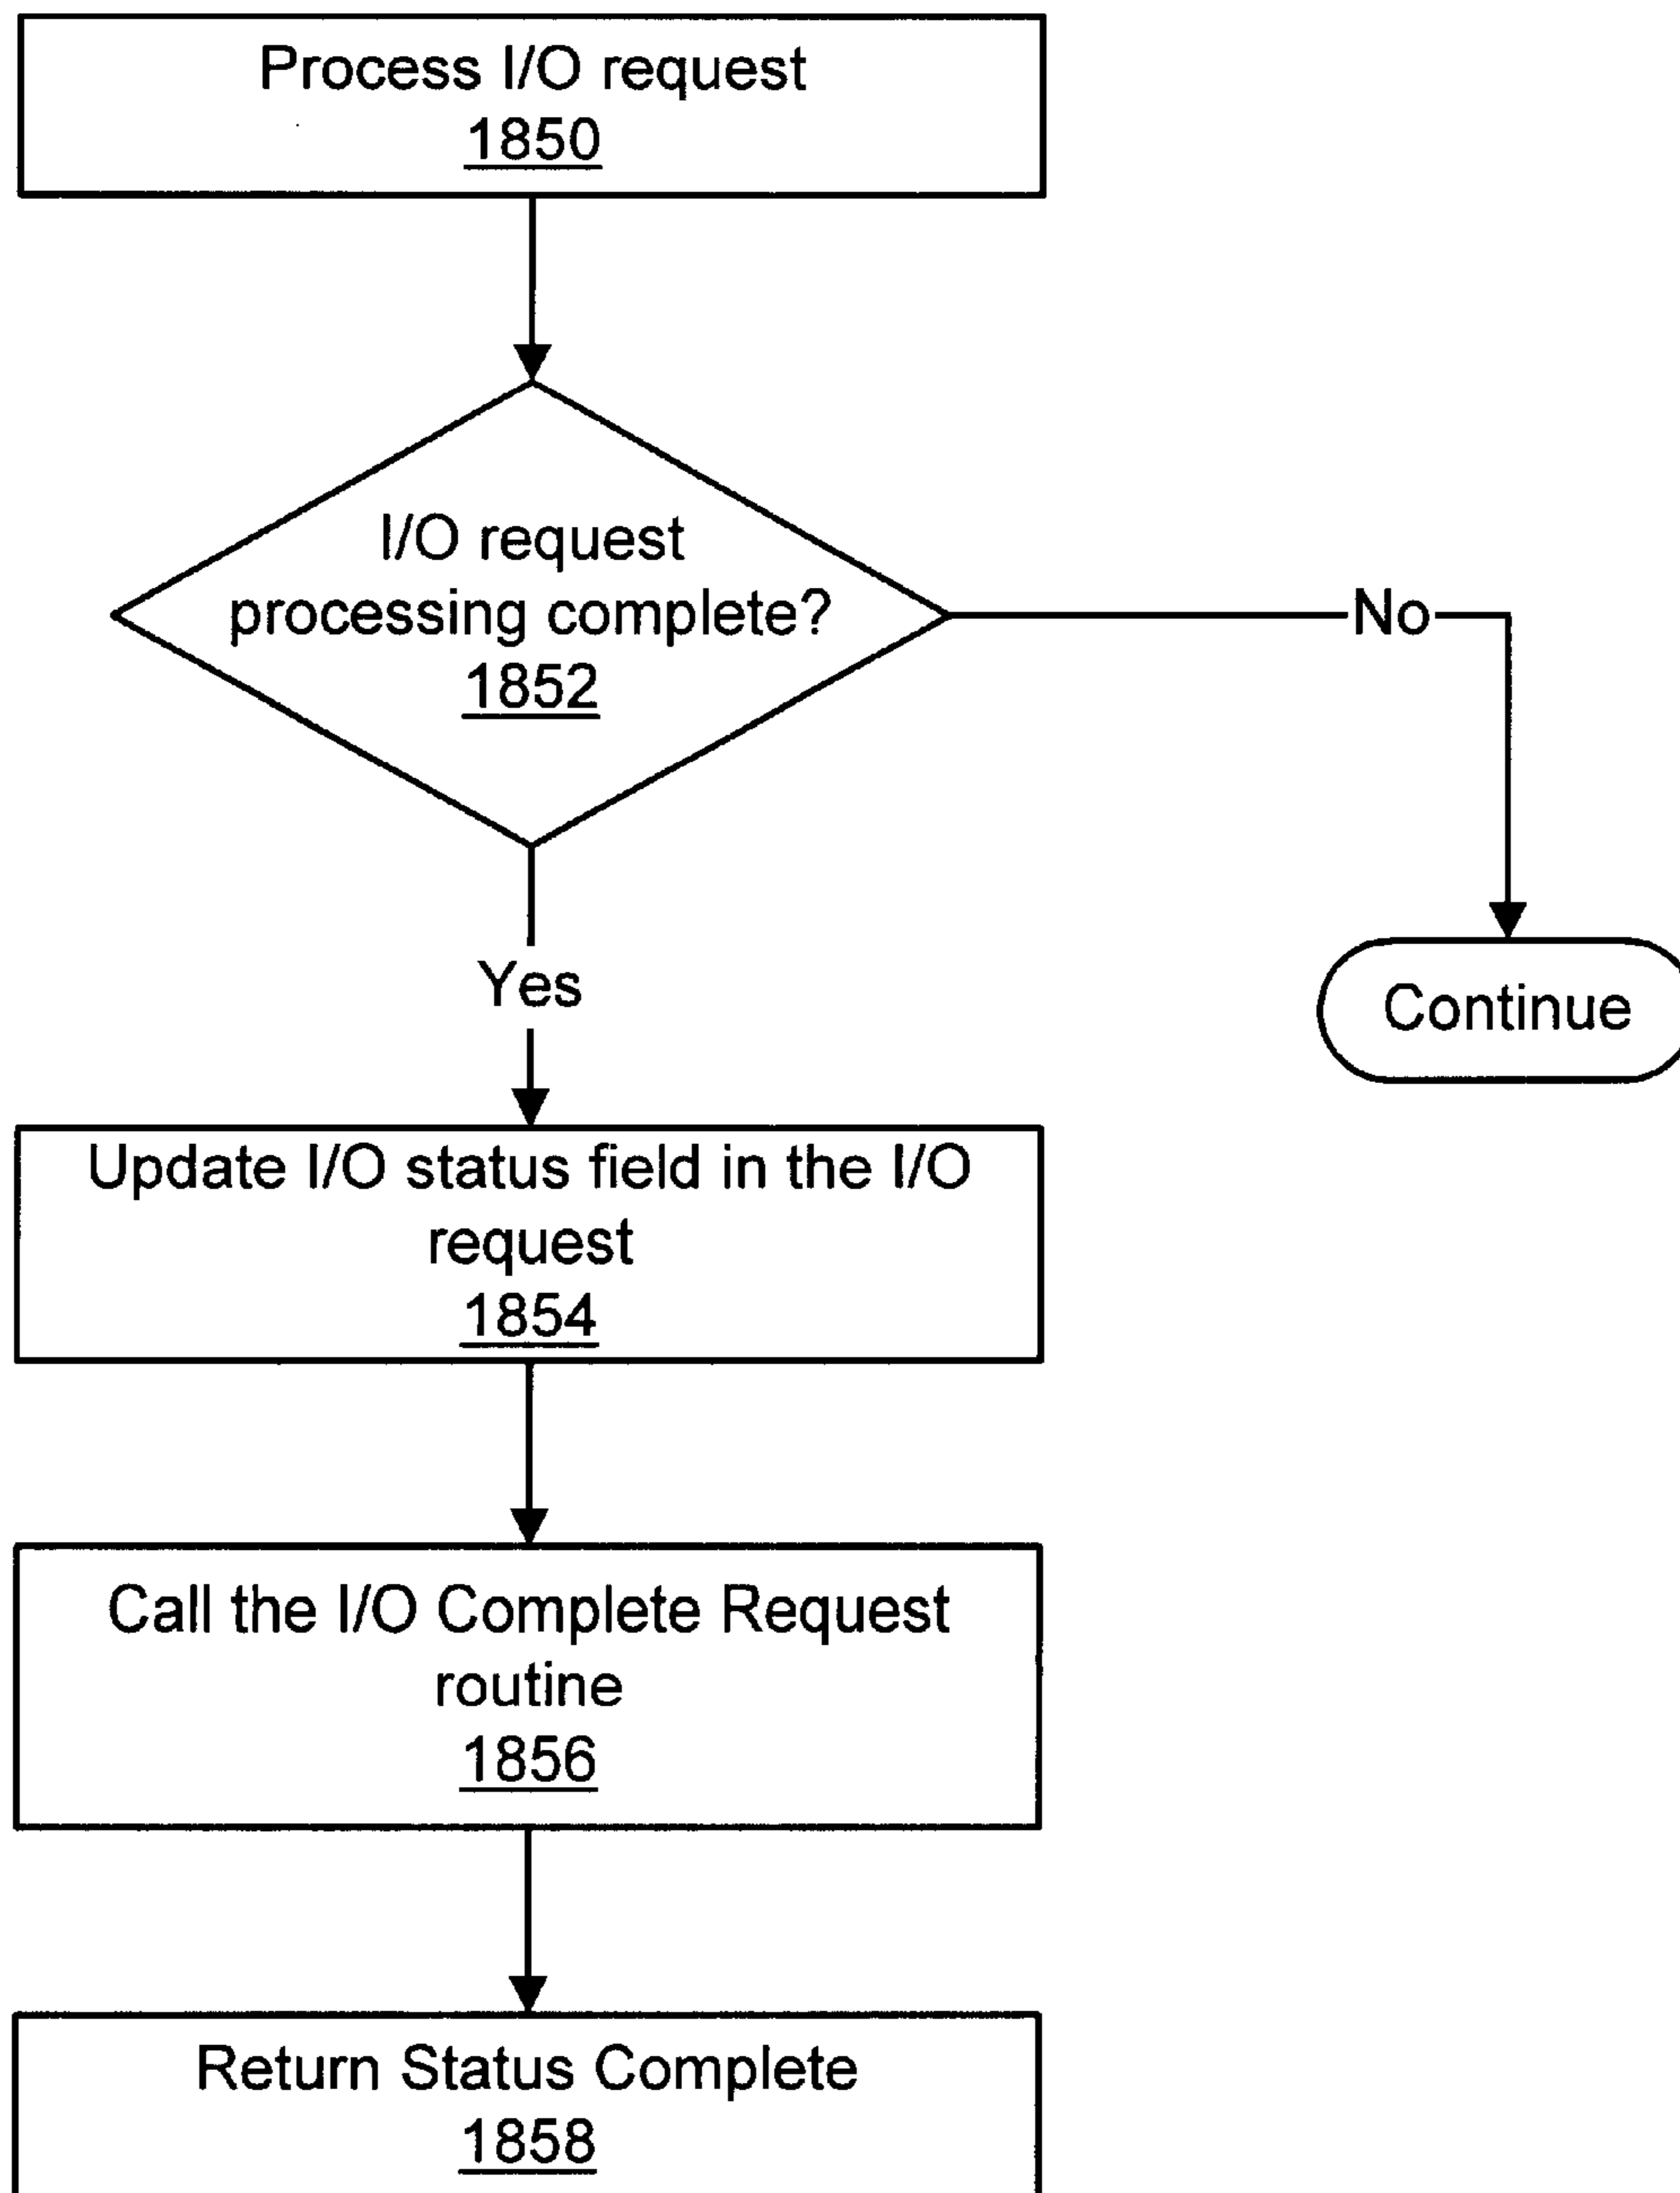 Process I/O request
1850
I/O request
processing complete?
1852
No
Yes
Continue
Update I/O status field in the I/O
request
1854
Call the I/O Complete Request
routine
1856
Return Status Complete
1858